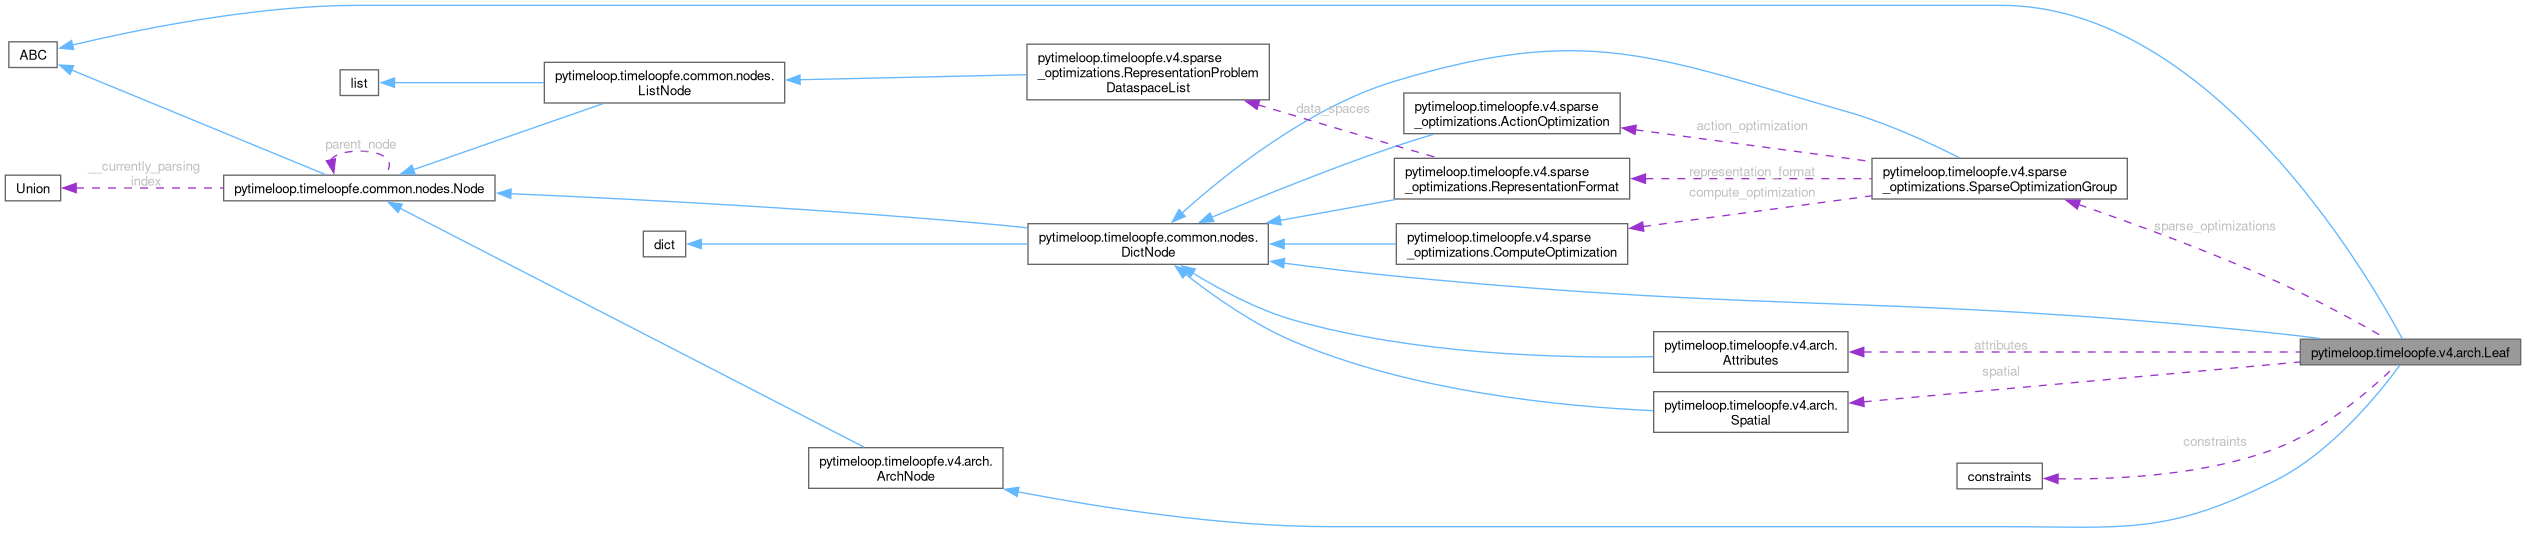 ABC
list
pytimeloop.timeloopfe.common.nodes.
ListNode
pytimeloop.timeloopfe.v4.sparse
_optimizations.RepresentationProblem
DataspaceList
data_spaces
pytimeloop.timeloopfe.v4.sparse
_optimizations.ActionOptimization
action_optimization
parent_node
__currently_parsing
index
Union
pytimeloop.timeloopfe.common.nodes.Node
pytimeloop.timeloopfe.v4.sparse
_optimizations.RepresentationFormat
representation_format
compute_optimization
pytimeloop.timeloopfe.v4.sparse
_optimizations.SparseOptimizationGroup
sparse_optimizations
dict
pytimeloop.timeloopfe.common.nodes.
DictNode
pytimeloop.timeloopfe.v4.sparse
_optimizations.ComputeOptimization
pytimeloop.timeloopfe.v4.arch.
Attributes
attributes
pytimeloop.timeloopfe.v4.arch.Leaf
spatial
pytimeloop.timeloopfe.v4.arch.
Spatial
constraints
pytimeloop.timeloopfe.v4.arch.
ArchNode
constraints